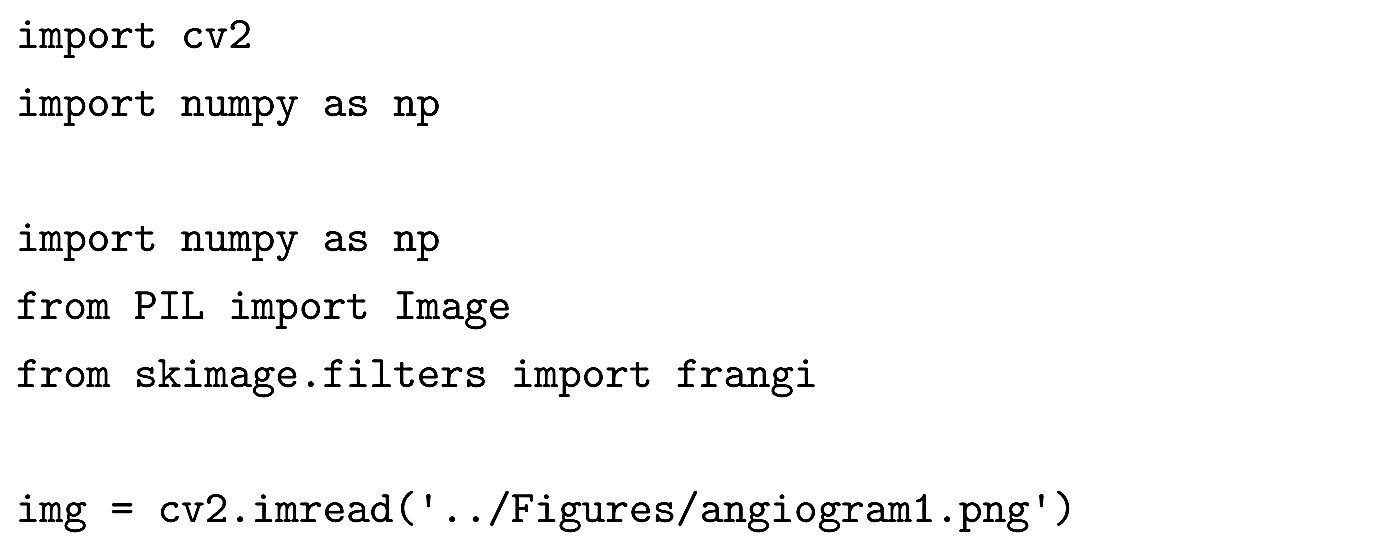 import cv2
import numpy as np
import numpy as np
from PIL import Image
from skimage.filters import frangi
img = cv2.imread('../Figures/angiogram1.png')